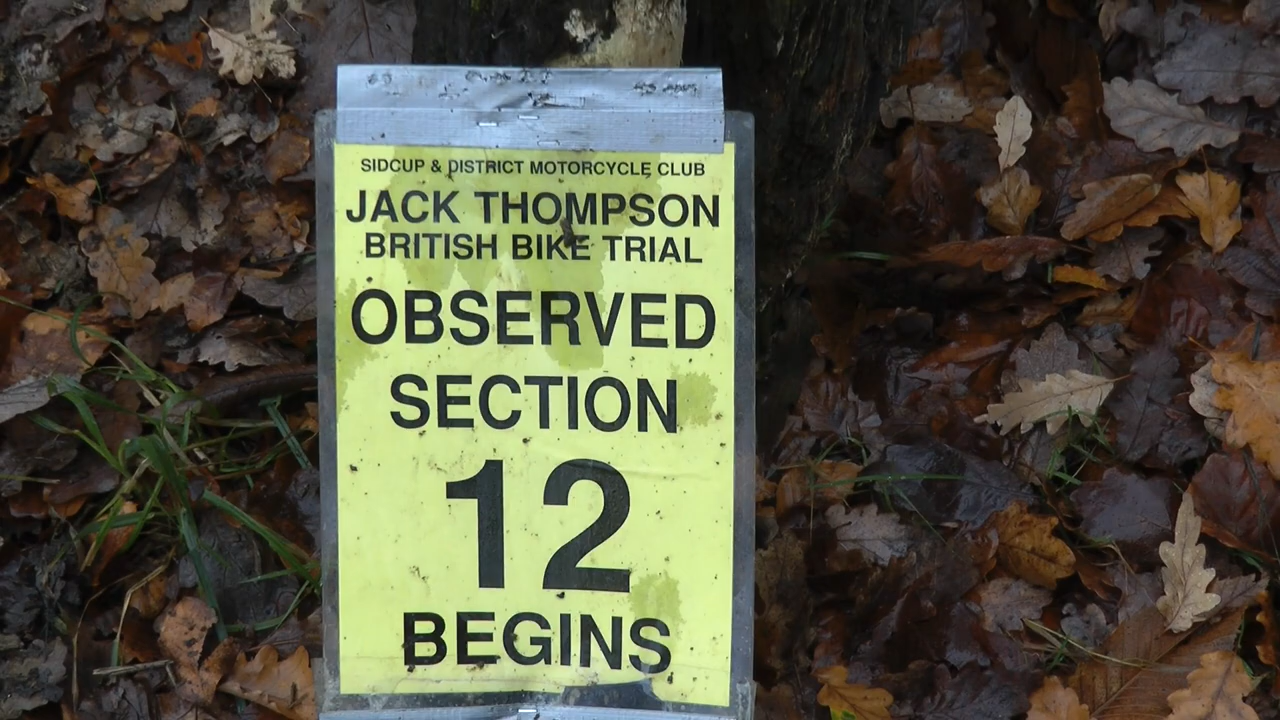 SIDCUP & DISTRICT MOTORCYCLE CLUB
JACK THOMPSON
BRITISH BIKE TRIAL
OBSERVED
SECTION
12
BEGINS